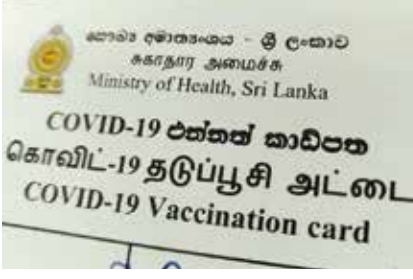 සෞඛ්‍ය අමාත්‍යාංශය - ශ්‍රී ලංකාව
சுகாதார அமைச்சு
Ministry of Health, Sri Lanka
COVID-19 එන්නත් කාඩ්පත
கொவிட்-19 தடுப்பூசி அட்டை
COVID-19 Vaccination card